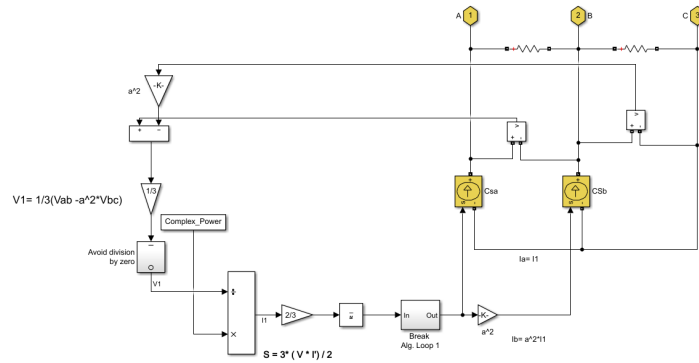 A 1
2 B
C 3
-K-
a^2
+ -
v
+ -
v
+ -
1/3
V1= 1/3(Vab -a^2*Vbc)
Csa
CSb
Complex_Power
Avoid division
by zero
V1
Ia= I1
÷
×
I1
2/3
In Out
Break
Alg. Loop 1
-K-
a^2
Ib= a^2*I1
S = 3* ( V * I') / 2